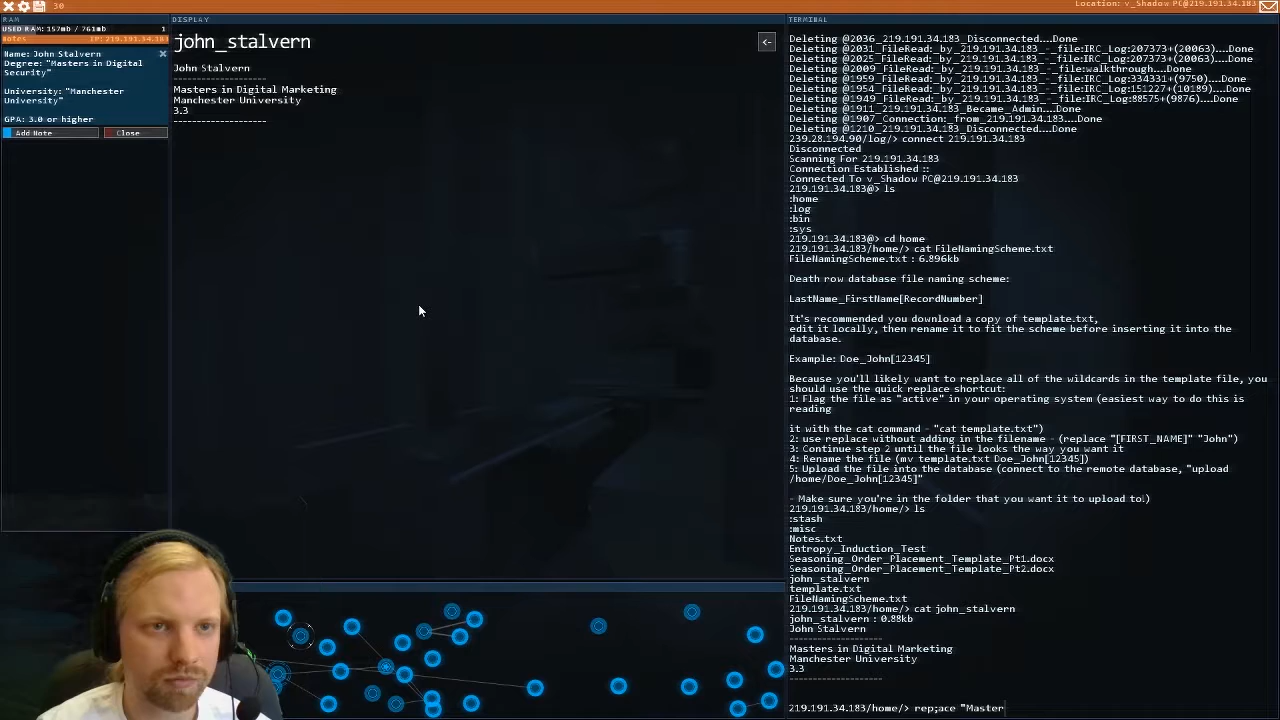 30
Location: v_Shadow PC@219.191.34.183
RAM
USED RAM: 157mb / 761mb
1
notes
IP:219.191.34.183
Name: John Stalvern
Degree: "Masters in Digital
Security"
University: "Manchester
University"
GPA: 3.0 or higher
Add Note
Close
DISPLAY
john_stalvern
<-
John Stalvern
--------------------
Masters in Digital Marketing
Manchester University
3.3
--------------------
TERMINAL
Deleting @2036_219.191.34.183_Disconnected....Done
Deleting @2031_FileRead:_by_219.191.34.183_-_file:IRC_Log:207373+(20063)....Done
Deleting @2025_FileRead:_by_219.191.34.183_-_file:IRC_Log:207373+(20063)....Done
Deleting @2009_FileRead:_by_219.191.34.183_-_file:walkthrough....Done
Deleting @1959_FileRead:_by_219.191.34.183_-_file:IRC_Log:334331+(9750)....Done
Deleting @1954_FileRead:_by_219.191.34.183_-_file:IRC_Log:151227+(10189)....Done
Deleting @1949_FileRead:_by_219.191.34.183_-_file:IRC_Log:88575+(9876)....Done
Deleting @1911_219.191.34.183_Became_Admin....Done
Deleting @1907_Connection:_from_219.191.34.183....Done
Deleting @1210_219.191.34.183_Disconnected....Done
239.28.194.90/log/> connect 219.191.34.183
Disconnected
Scanning For 219.191.34.183
Connection Established ::
Connected To v_Shadow PC@219.191.34.183
219.191.34.183@> ls
:home
:log
:bin
:sys
219.191.34.183@> cd home
219.191.34.183/home/> cat FileNamingScheme.txt
FileNamingScheme.txt : 6.896kb
Death row database file naming scheme:
LastName_FirstName[RecordNumber]
It's recommended you download a copy of template.txt,
edit it locally, then rename it to fit the scheme before inserting it into the
database.
Example: Doe_John[12345]
Because you'll likely want to replace all of the wildcards in the template file, you
should use the quick replace shortcut:
1: Flag the file as "active" in your operating system (easiest way to do this is
reading
it with the cat command - "cat template.txt")
2: use replace without adding in the filename - (replace "[FIRST_NAME]" "John")
3: Continue step 2 until the file looks the way you want it
4: Rename the file (mv template.txt Doe_John[12345])
5: Upload the file into the database (connect to the remote database, "upload
/home/Doe_John[12345]"
- Make sure you're in the folder that you want it to upload to!)
219.191.34.183/home/> ls
:stash
:misc
Notes.txt
Entropy_Induction_Test
Seasoning_Order_Placement_Template_Pt1.docx
Seasoning_Order_Placement_Template_Pt2.docx
john_stalvern
template.txt
FileNamingScheme.txt
219.191.34.183/home/> cat john_stalvern
john_stalvern : 0.88kb
John Stalvern
--------------------
Masters in Digital Marketing
Manchester University
3.3
--------------------
219.191.34.183/home/> rep;ace "Master